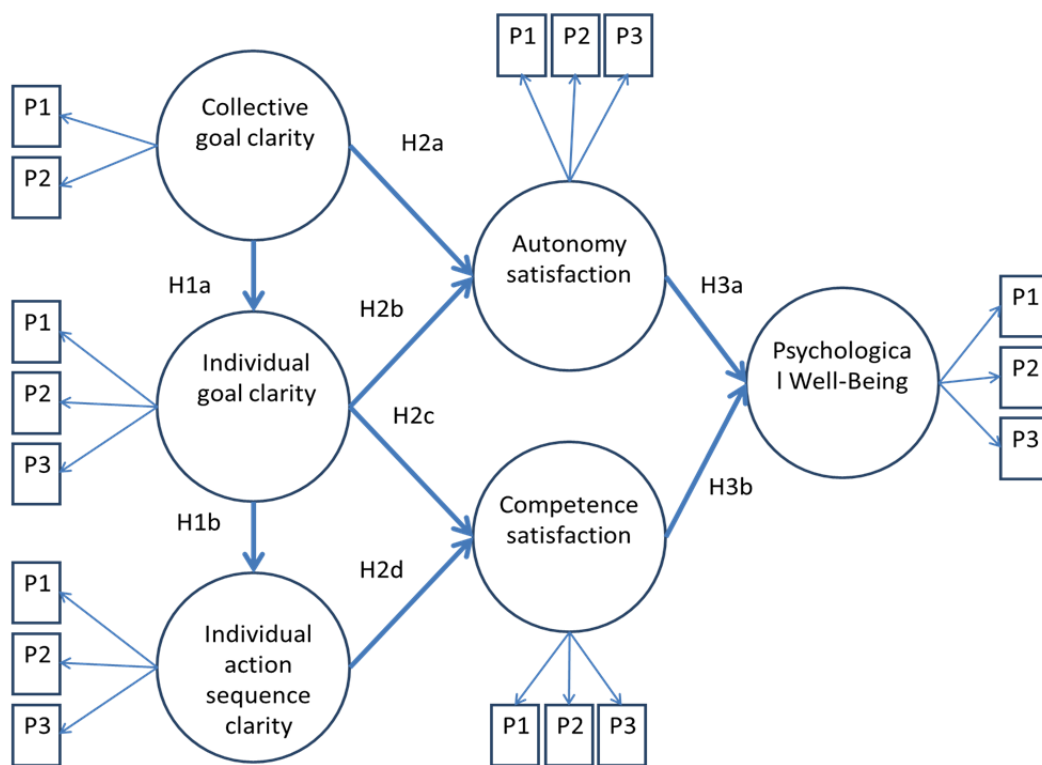 P1
P2
P3
P1
P2
Collective
goal clarity
H2a
Autonomy
satisfaction
H1a
H2b
H3a
P1
P2
P3
Individual
goal clarity
Psychologica
l Well-Being
P1
P2
P3
H2c
H1b
Competence
satisfaction
H3b
H2d
P1
P2
P3
Individual
action
sequence
clarity
P1
P2
P3